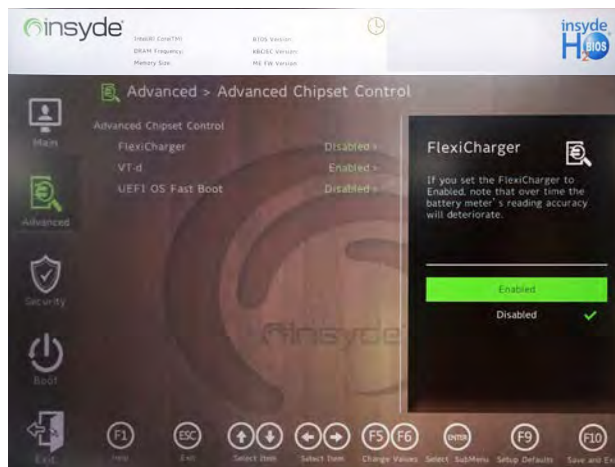 insyde
Intel(R) Core(TM)
DRAM Frequency:
Memory Size:
BIOS Version:
KBC/EC Version:
ME FW Version:
insyde
H2O BIOS
Advanced > Advanced Chipset Control
Advanced Chipset Control
FlexiCharger Disabled >
VT-d Enabled >
UEFI OS Fast Boot Disabled >
Main
Advanced
Security
Boot
Exit
insyde
FlexiCharger
If you set the FlexiCharger to
Enabled, note that over time the
battery meter's reading accuracy
will deteriorate.
Enabled
Disabled
F1 Help
ESC Exit
Select Item
Select Item
F5 F6 Change Values
ENTER Select SubMenu
F9 Setup Defaults
F10 Save and Ex